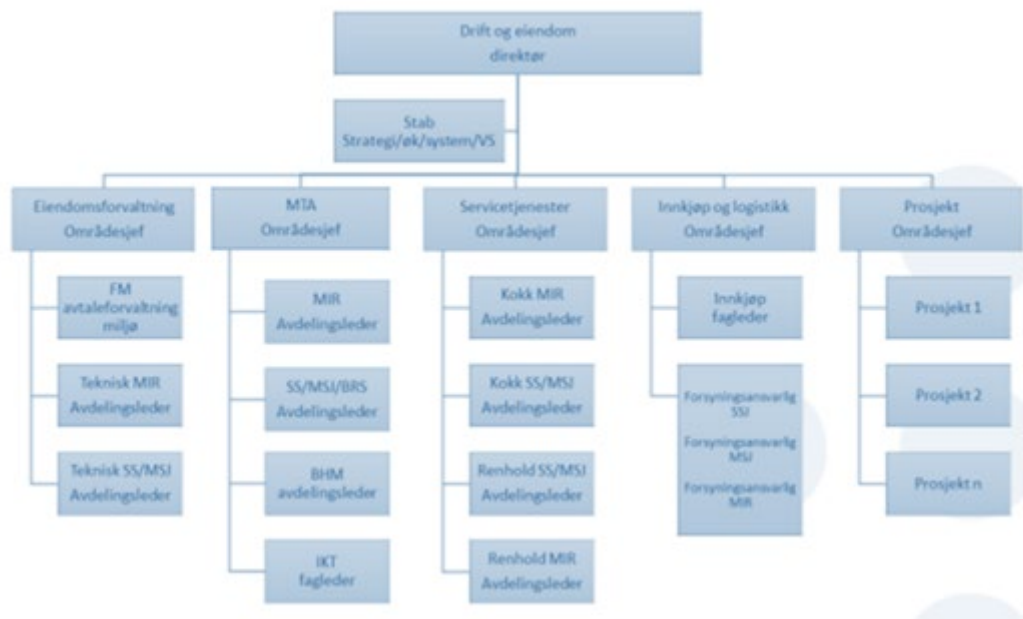 Drift og eiendom
direktør
Stab
Strategi/øk/system/VS
Eiendomsforvaltning
Områdesjef
FM
avtaleforvaltning
miljø
Teknisk MIR
Avdelingsleder
Teknisk SS/MSJ
Avdelingsleder
MTA
Områdesjef
MIR
Avdelingsleder
SS/MSJ/BRS
Avdelingsleder
BHM
avdelingsleder
IKT
fagleder
Servicetjenester
Områdesjef
Kokk MIR
Avdelingsleder
Kokk SS/MSJ
Avdelingsleder
Renhold SS/MSJ
Avdelingsleder
Renhold MIR
Avdelingsleder
Innkjøp og logistikk
Områdesjef
Innkjøp
fagleder
Forsyningsansvarlig
SSJ
Forsyningsansvarlig
MSJ
Forsyningsansvarlig
MIR
Prosjekt
Områdesjef
Prosjekt 1
Prosjekt 2
Prosjekt n